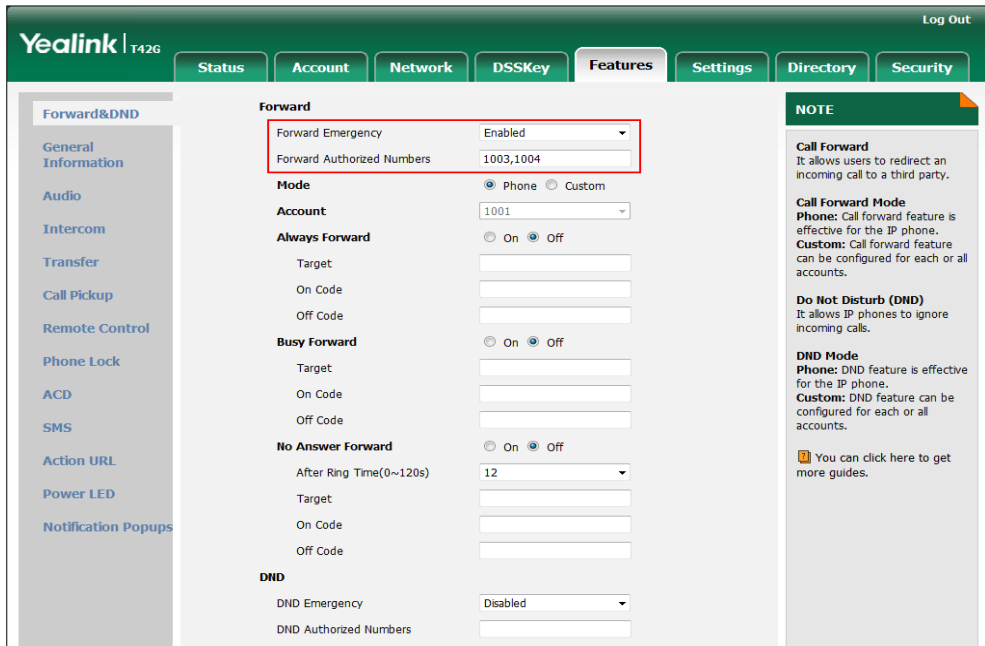 Log Out
Yealink T42G
Status Account Network DSSKey Features Settings Directory Security
Forward&DND
General
Information
Audio
Intercom
Transfer
Call Pickup
Remote Control
Phone Lock
ACD
SMS
Action URL
Power LED
Notification Popups
Forward
Forward Emergency Enabled
Forward Authorized Numbers 1003,1004
Mode Phone Custom
Account 1001
Always Forward On Off
Target
On Code
Off Code
Busy Forward On Off
Target
On Code
Off Code
No Answer Forward On Off
After Ring Time(0~120s) 12
Target
On Code
Off Code
DND
DND Emergency Disabled
DND Authorized Numbers
NOTE
Call Forward
It allows users to redirect an
incoming call to a third party.
Call Forward Mode
Phone: Call forward feature is
effective for the IP phone.
Custom: Call forward feature
can be configured for each or all
accounts.
Do Not Disturb (DND)
It allows IP phones to ignore
incoming calls.
DND Mode
Phone: DND feature is effective
for the IP phone.
Custom: DND feature can be
configured for each or all
accounts.
You can click here to get
more guides.